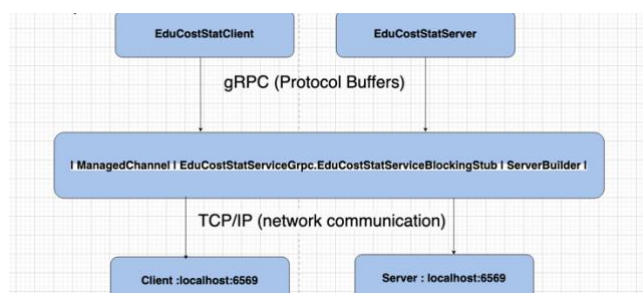 EduCostStatClient
EduCostStatServer
gRPC (Protocol Buffers)
| ManagedChannel | EduCostStatServiceGrpc.EduCostStatServiceBlockingStub | ServerBuilder |
TCP/IP (network communication)
Client :localhost:6569
Server : localhost:6569